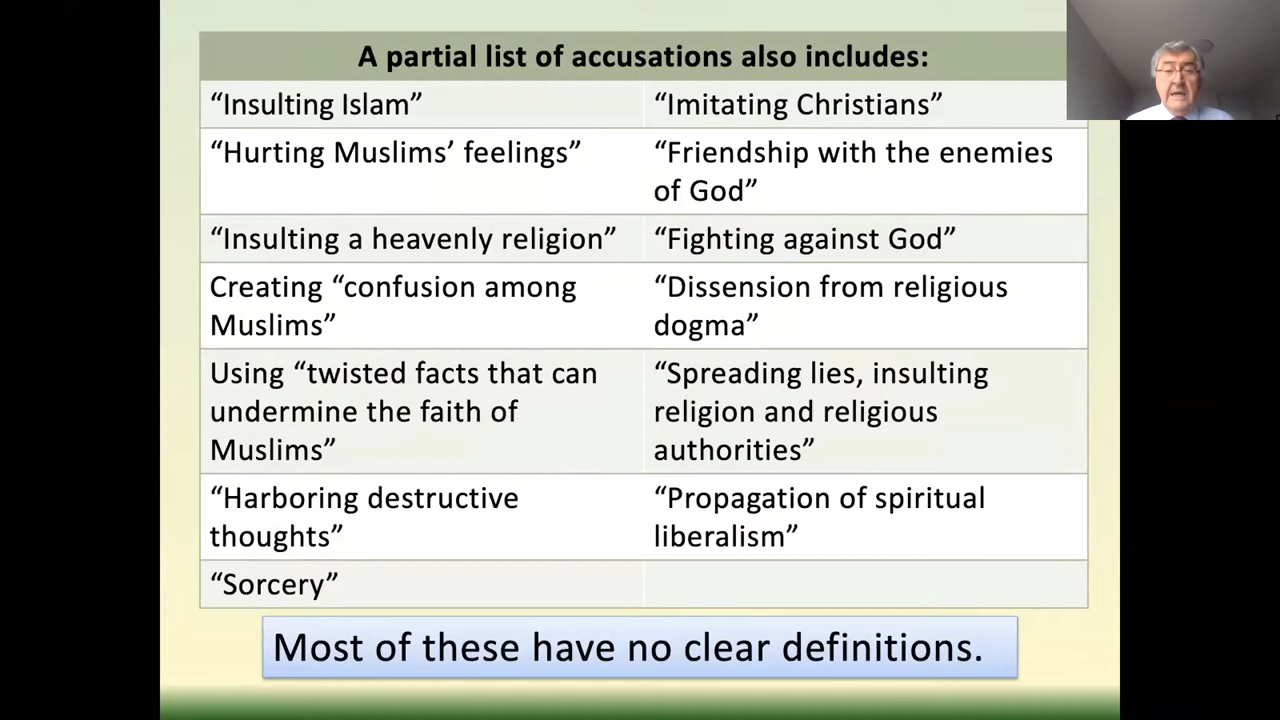 A partial list of accusations also includes:
“Insulting Islam”
“Imitating Christians”
“Hurting Muslims’ feelings”
“Friendship with the enemies
of God”
“Insulting a heavenly religion”
“Fighting against God”
Creating “confusion among
Muslims”
“Dissension from religious
dogma”
Using “twisted facts that can
undermine the faith of
Muslims”
“Spreading lies, insulting
religion and religious
authorities”
“Harboring destructive
thoughts”
“Propagation of spiritual
liberalism”
“Sorcery”
Most of these have no clear definitions.